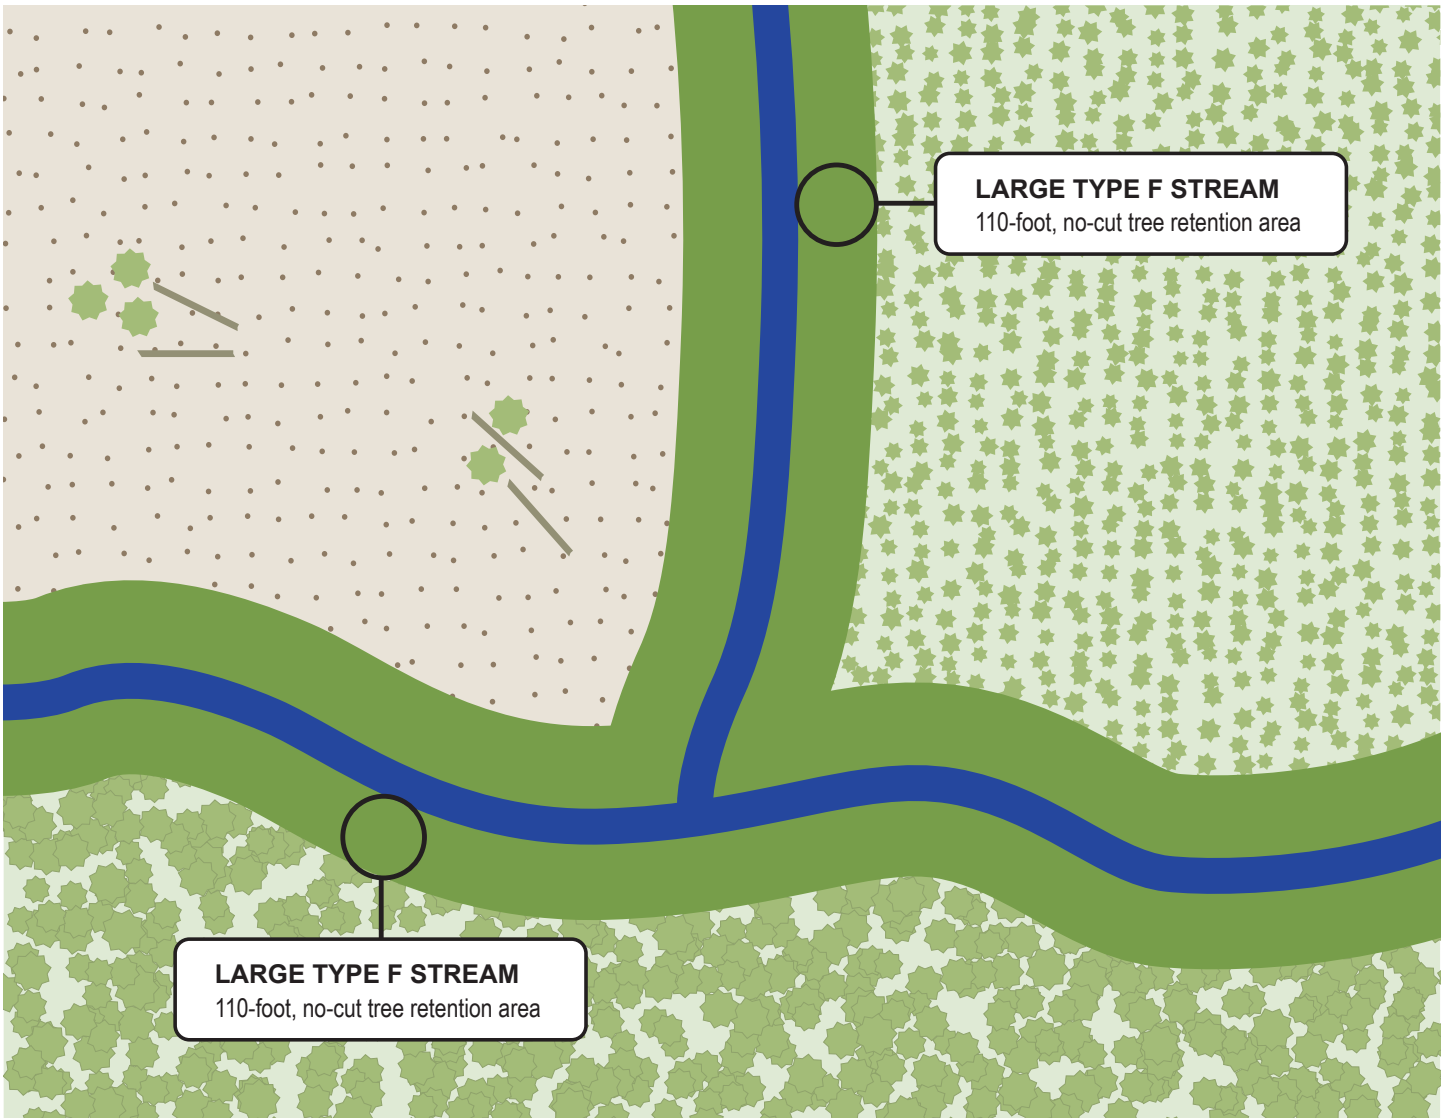 LARGE TYPE F STREAM
110-foot, no-cut tree retention area
LARGE TYPE F STREAM
110-foot, no-cut tree retention area